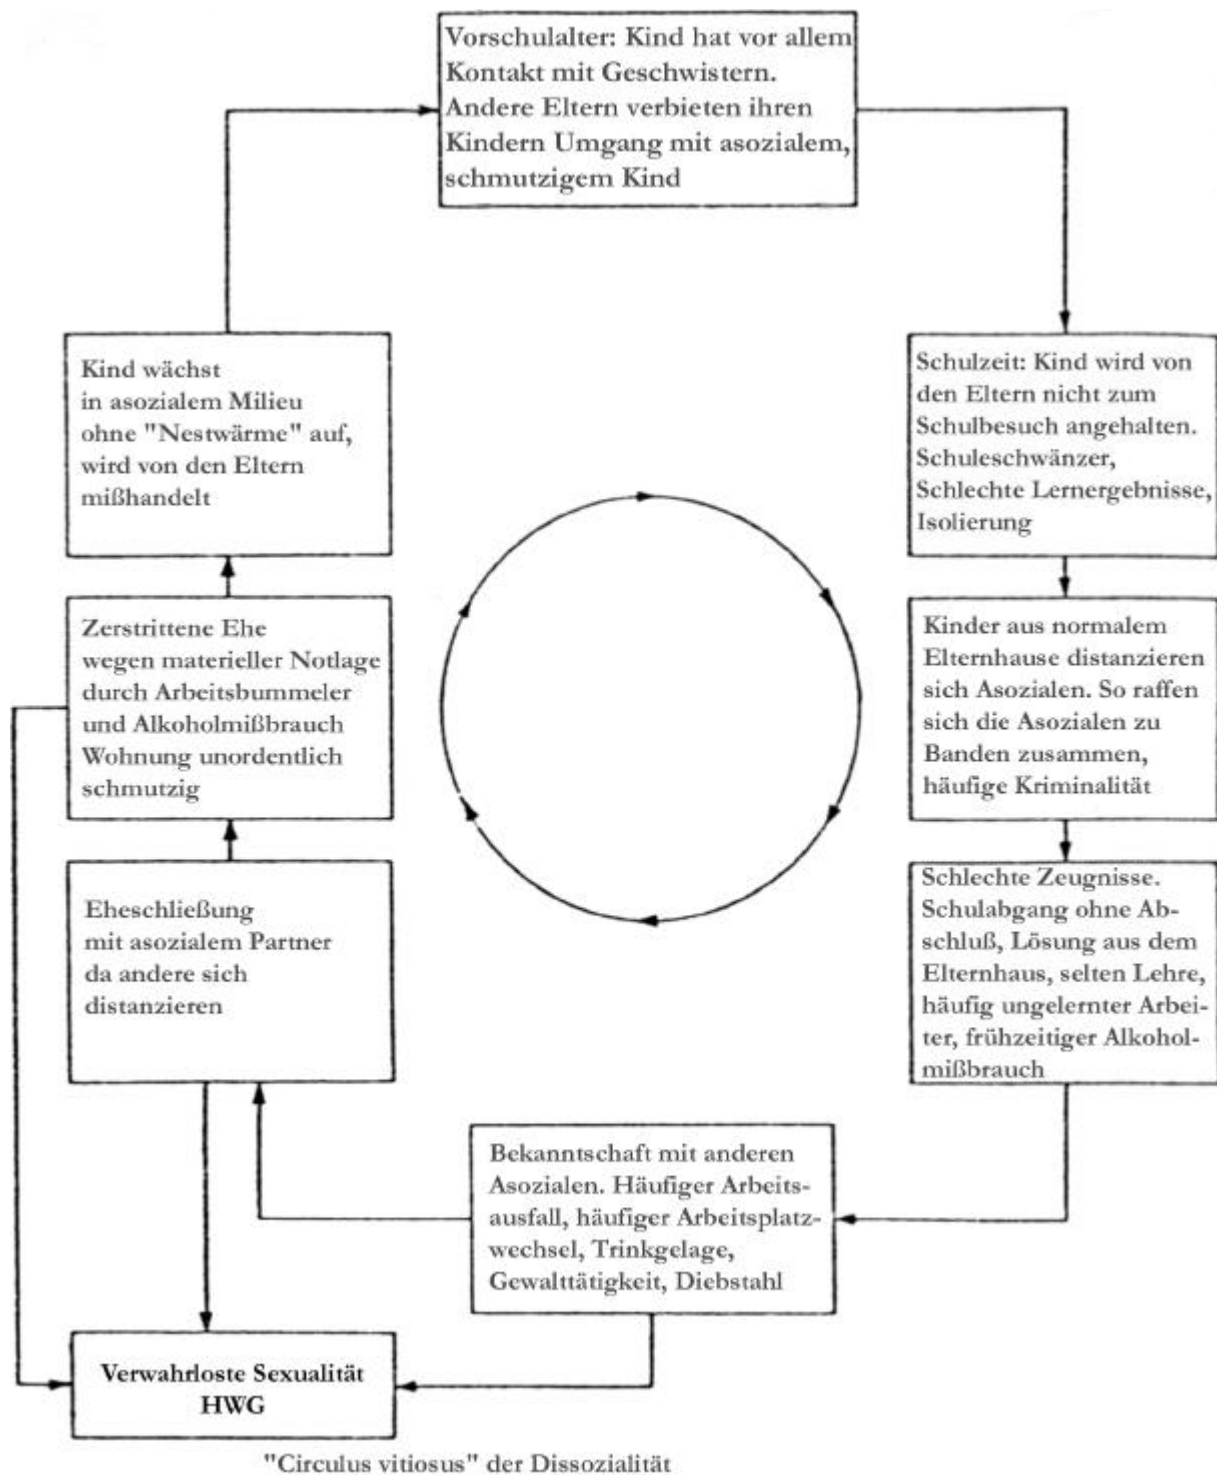 Vorschulalter: Kind hat vor allem
Kontakt mit Geschwistern.
Andere Eltern verbieten ihren
Kindern Umgang mit asozialem,
schmutzigem Kind
Schulzeit: Kind wird von
den Eltern nicht zum
Schulbesuch angehalten.
Schuleschwänzer,
Schlechte Lernergebnisse,
Isolierung
Kinder aus normalem
Elternhause distanzieren
sich Asozialen. So raffen
sich die Asozialen zu
Banden zusammen,
häufige Kriminalität
Schlechte Zeugnisse.
Schulabgang ohne Ab-
schluß, Lösung aus dem
Elternhaus, selten Lehre,
häufig ungelernter Arbei-
ter, frühzeitiger Alkohol-
mißbrauch
Bekanntschaft mit anderen
Asozialen. Häufiger Arbeits-
ausfall, häufiger Arbeitsplatz-
wechsel, Trinkgelage,
Gewalttätigkeit, Diebstahl
Eheschließung
mit asozialem Partner
da andere sich
distanzieren
Zerstrittene Ehe
wegen materieller Notlage
durch Arbeitsbummeler
und Alkoholmißbrauch
Wohnung unordentlich
schmutzig
Kind wächst
in asozialem Milieu
ohne "Nestwärme" auf,
wird von den Eltern
mißhandelt
Verwahrloste Sexualität
HWG
"Circulus vitiosus" der Dissozialität